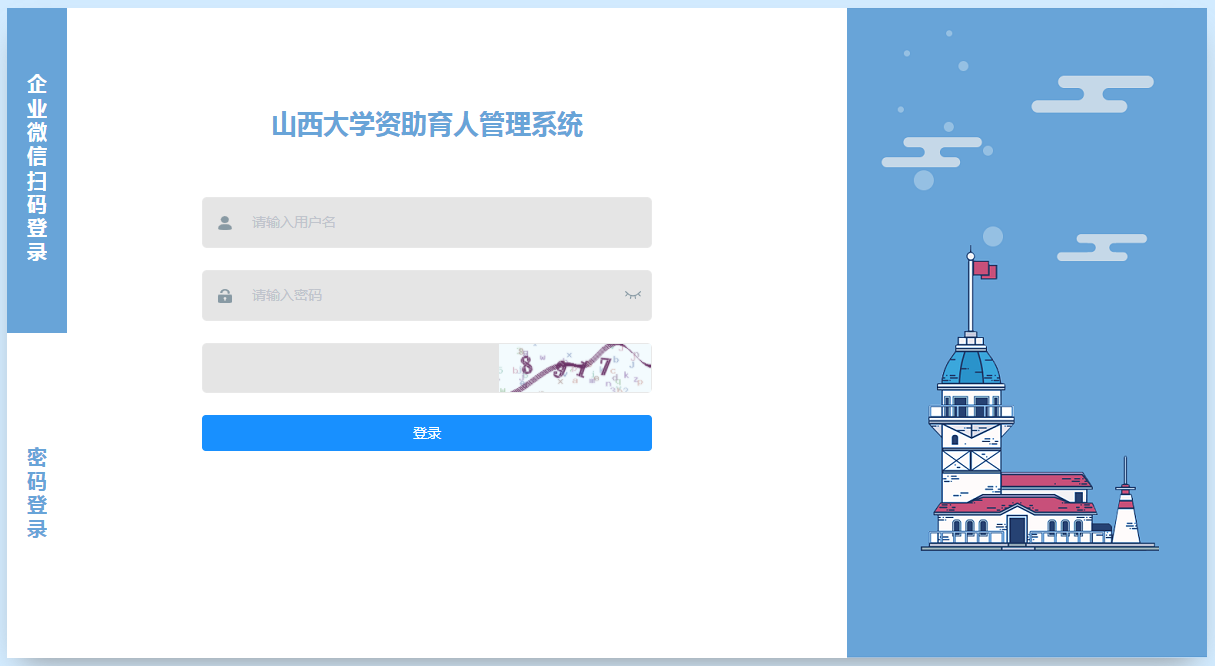 企业微信扫码登录
密码登录
山西大学资助育人管理系统
请输入用户名
请输入密码
登录